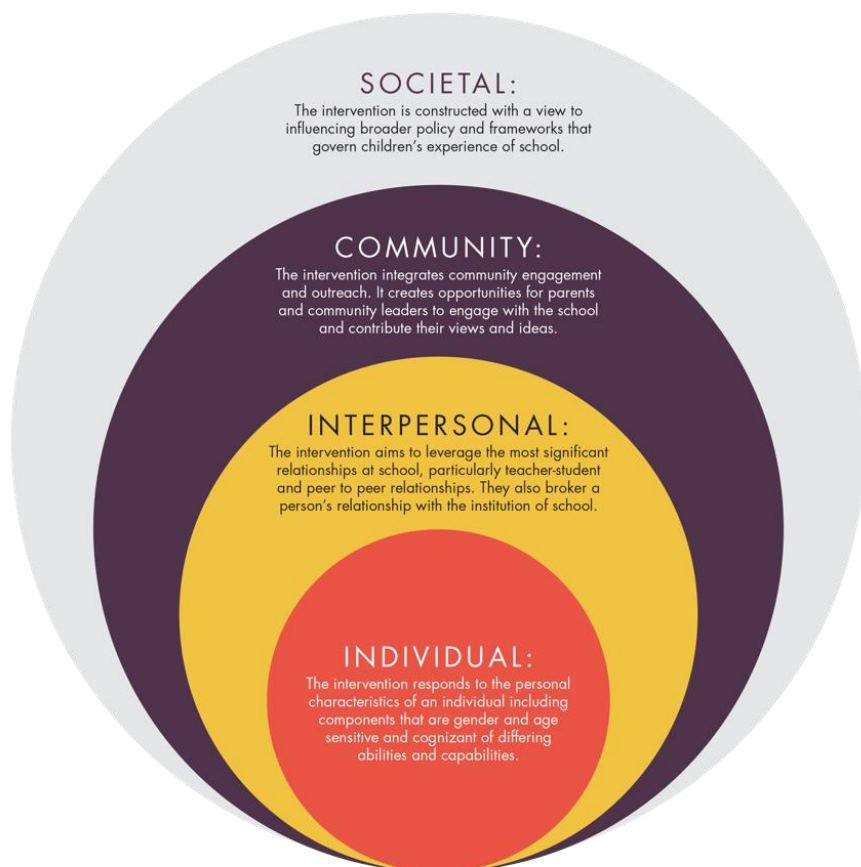 SOCIETAL:
The intervention is constructed with a view to
influencing broader policy and frameworks that
govern children’s experience of school.
COMMUNITY:
The intervention integrates community engagement
and outreach. It creates opportunities for parents
and community leaders to engage with the school
and contribute their views and ideas.
INTERPERSONAL:
The intervention aims to leverage the most significant
relationships at school, particularly teacher-student
and peer to peer relationships. They also broker a
person’s relationship with the institution of school.
INDIVIDUAL:
The intervention responds to the personal
characteristics of an individual including
components that are gender and age
sensitive and cognizant of differing
abilities and capabilities.